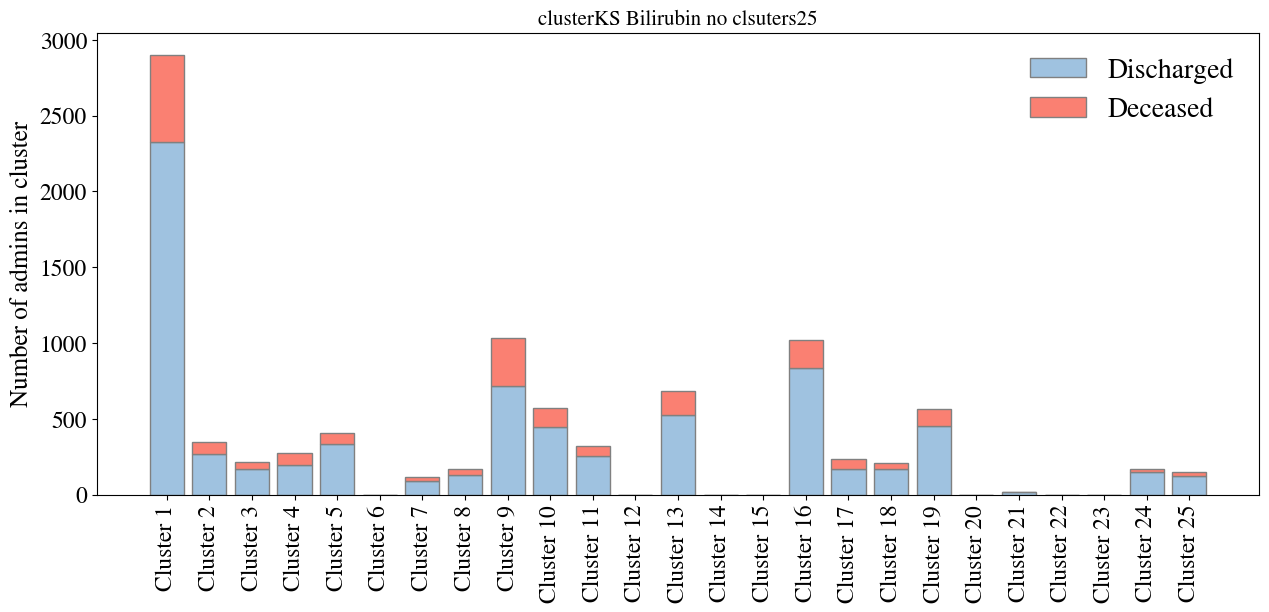 clusterKS Bilirubin no clsuters25
Number of admins in cluster
3000
2500
2000
1500
1000
500
0
Discharged
Deceased
Cluster 1
Cluster 2
Cluster 3
Cluster 4
Cluster 5
Cluster 6
Cluster 7
Cluster 8
Cluster 9
Cluster 10
Cluster 11
Cluster 12
Cluster 13
Cluster 14
Cluster 15
Cluster 16
Cluster 17
Cluster 18
Cluster 19
Cluster 20
Cluster 21
Cluster 22
Cluster 23
Cluster 24
Cluster 25